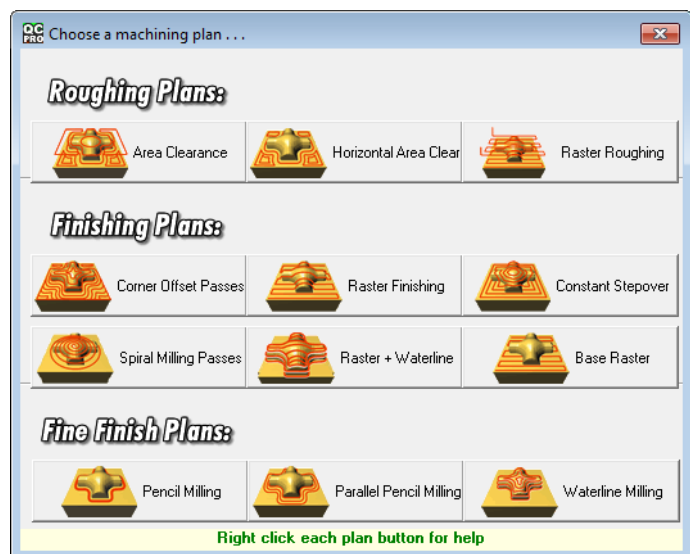 QC PRO Choose a machining plan . . .
Roughing Plans:
Area Clearance Horizontal Area Clear Raster Roughing
Finishing Plans:
Corner Offset Passes Raster Finishing Constant Stepover
Spiral Milling Passes Raster + Waterline Base Raster
Fine Finish Plans:
Pencil Milling Parallel Pencil Milling Waterline Milling
Right click each plan button for help